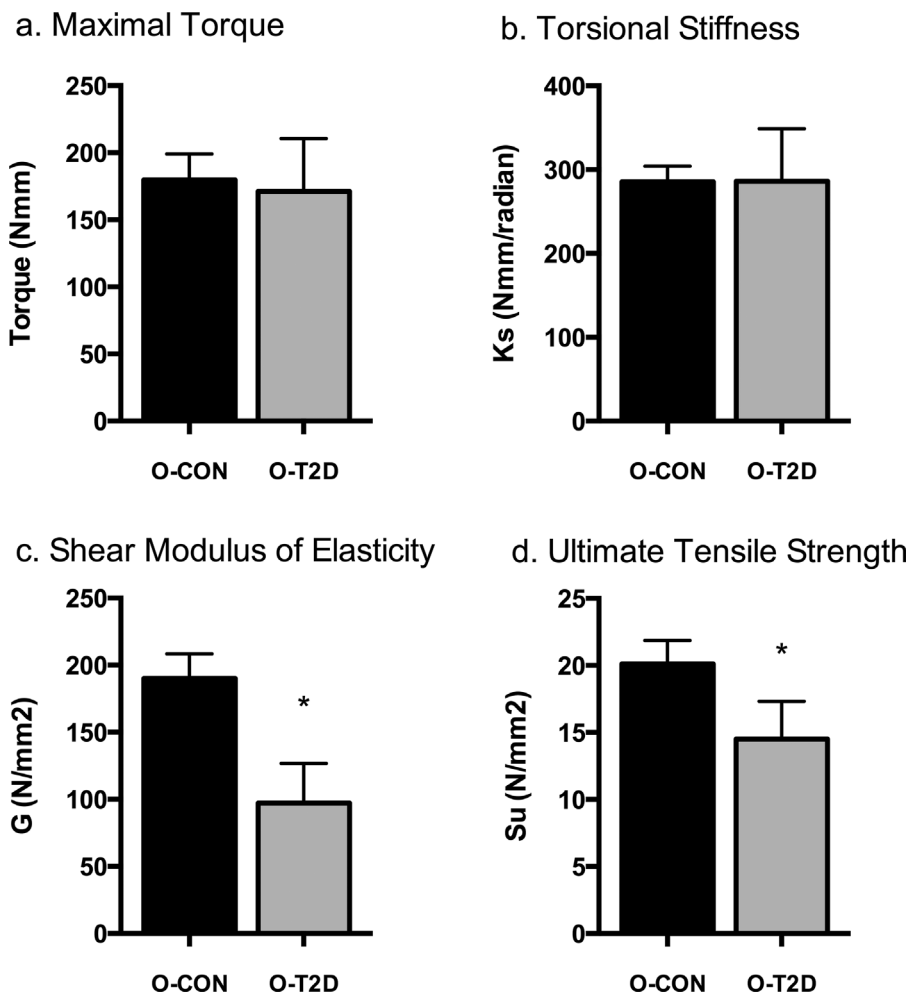 a. Maximal Torque
Torque (Nmm)
250
200
150
100
50
0
O-CON O-T2D
b. Torsional Stiffness
Ks (Nmm/radian)
400
300
200
100
0
O-CON O-T2D
c. Shear Modulus of Elasticity
G (N/mm2)
250
200
150
100
50
0
*
O-CON O-T2D
d. Ultimate Tensile Strength
Su (N/mm2)
25
20
15
10
5
0
*
O-CON O-T2D